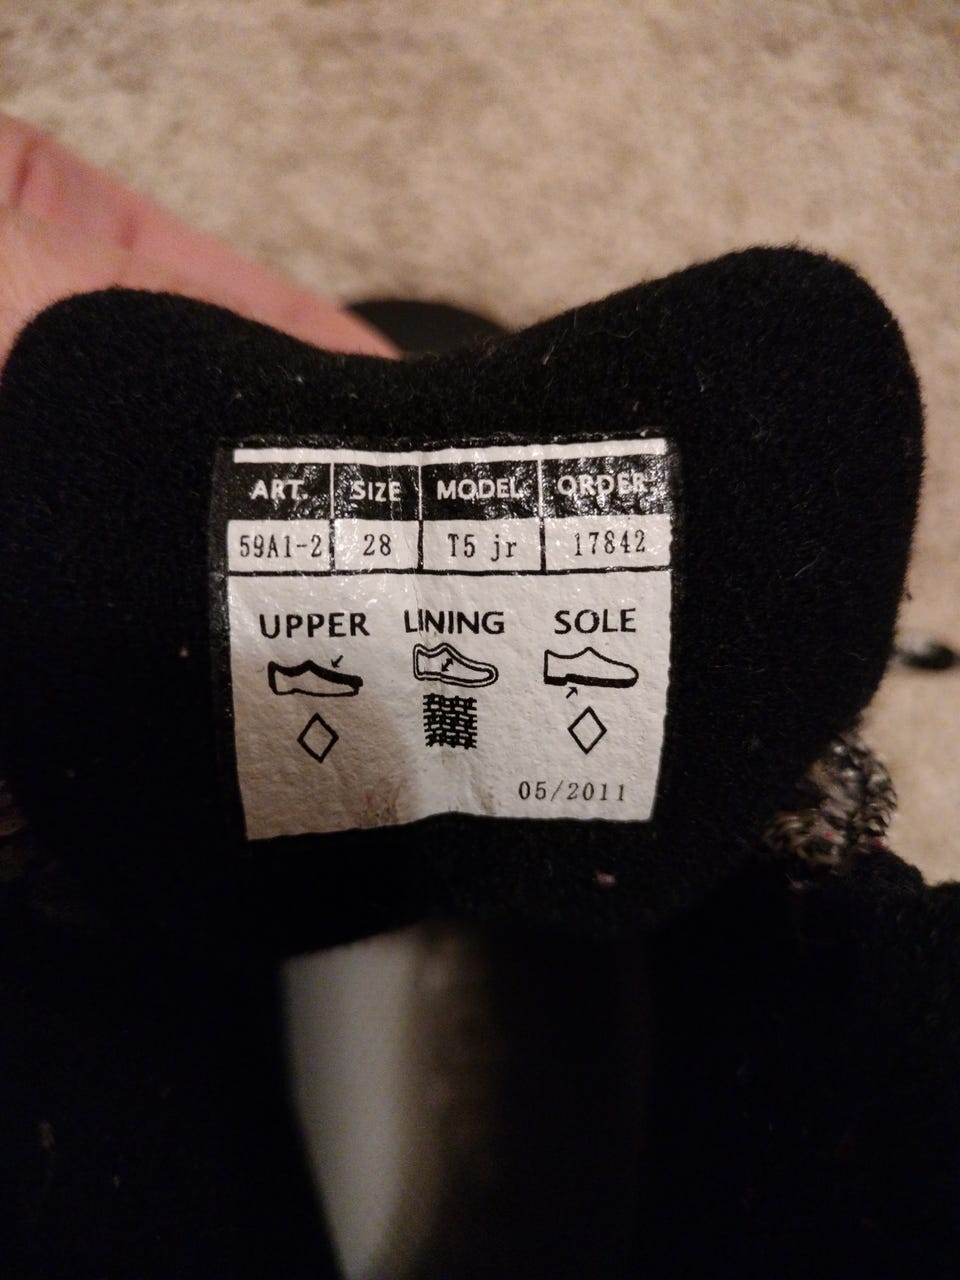 ART. SIZE MODEL ORDER
59A1-2 28 T5 jr 17842
UPPER LINING SOLE
05/2011